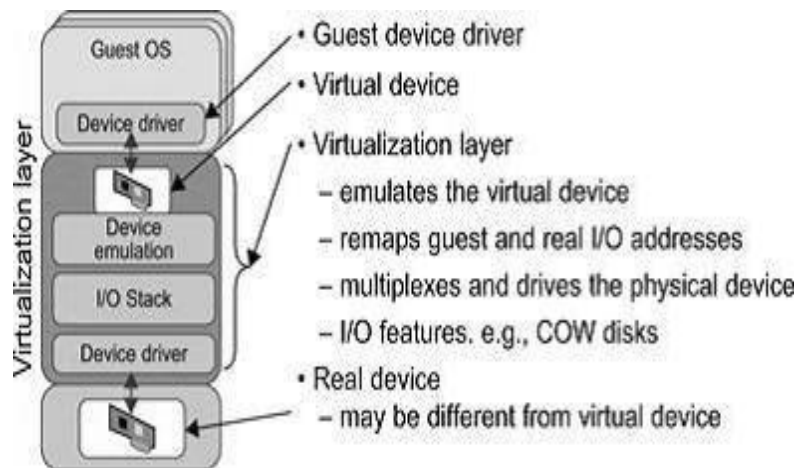 Guest OS
Device driver
Virtualization layer
Device
emulation
I/O Stack
Device driver
• Guest device driver
• Virtual device
• Virtualization layer
– emulates the virtual device
– remaps guest and real I/O addresses
– multiplexes and drives the physical device
– I/O features. e.g., COW disks
• Real device
– may be different from virtual device